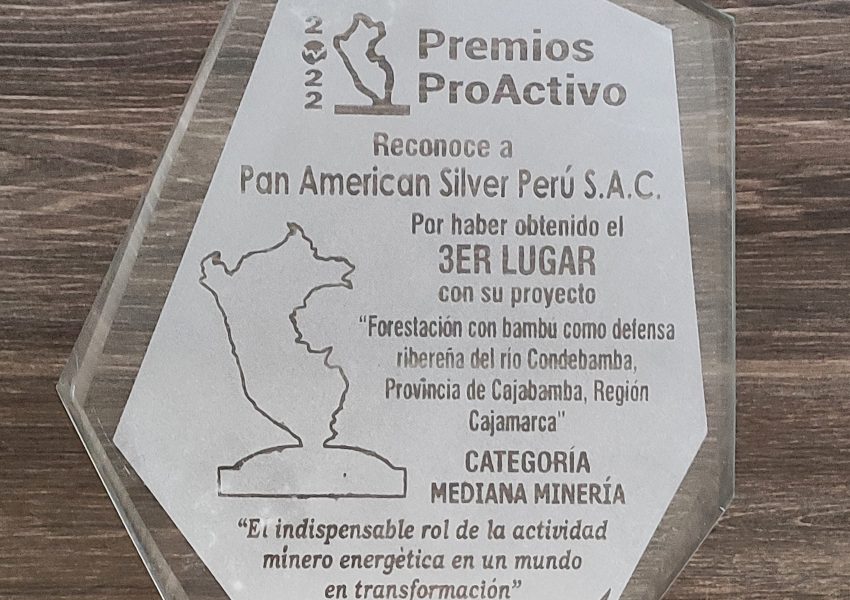 2022
Premios
ProActivo
Reconoce a
Pan American Silver Perú S.A.C.
Por haber obtenido el
3ER LUGAR
con su proyecto
"Forestación con bambú como defensa
ribereña del río Condebamba,
Provincia de Cajabamba, Región
Cajamarca"
CATEGORÍA
MEDIANA MINERÍA
“El indispensable rol de la actividad
minero energética en un mundo
en transformación”